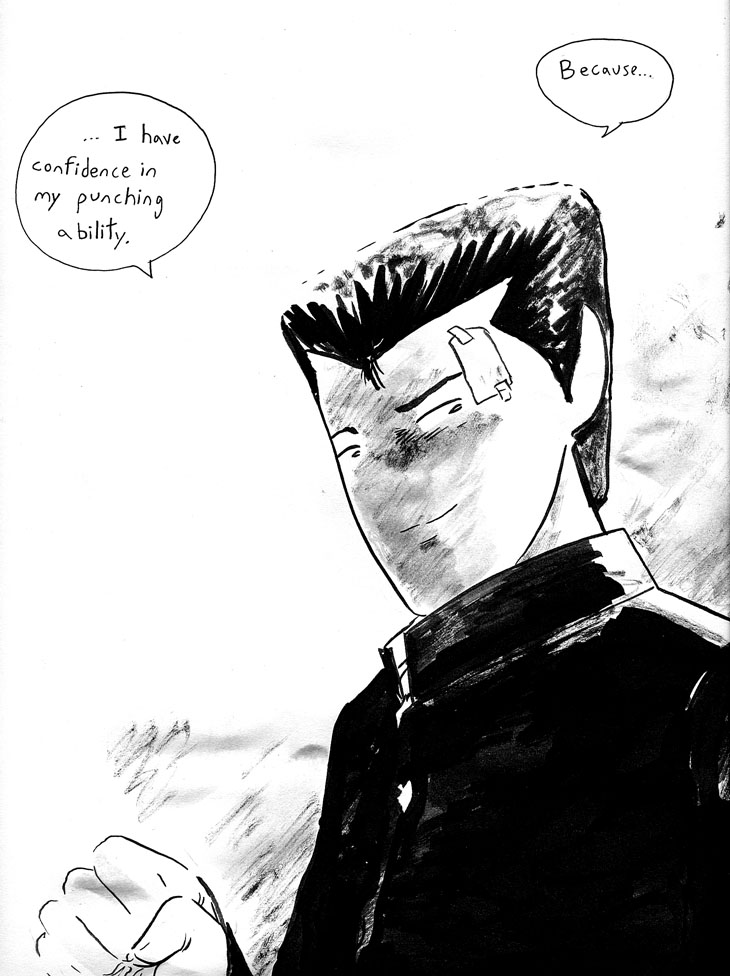 Because...
... I have
confidence in
my punching
ability.